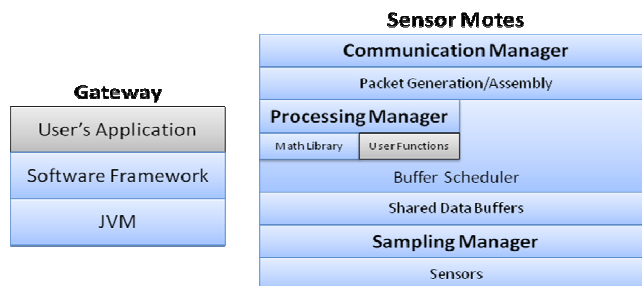 Sensor Motes
Communication Manager
Packet Generation/Assembly
Gateway
Processing Manager
User's Application
Math Library
User Functions
Software Framework
Buffer Scheduler
Shared Data Buffers
JVM
Sampling Manager
Sensors